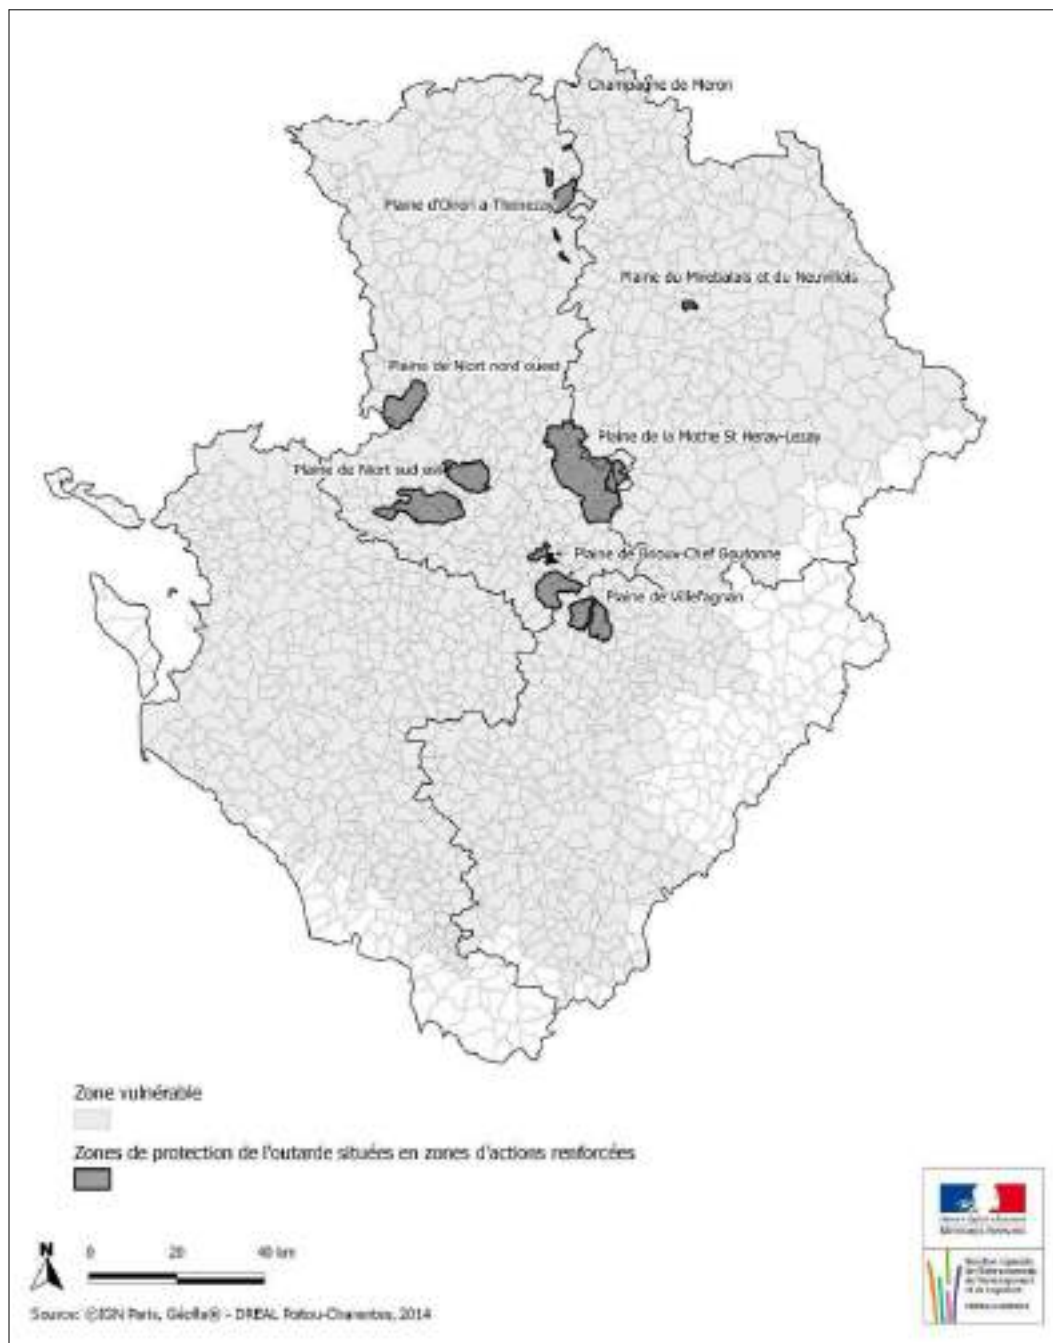 Champagne de Meron
Plaine d'Oiron a Thenezay
Plaine du Mirebalais et du Neuvillois
Plaine de Niort nord ouest
Plaine de la Mothe St Heray-Lezay
Plaine de Niort sud
Plaine de Brioux-Chef Boutonne
Plaine de Villefagnan
Zone vulnérable
Zones de protection de l'outarde situées en zones d'actions renforcées
N
0 20 40 km
Source: ©IGN Paris, Géofla® - DREAL Poitou-Charentes, 2014